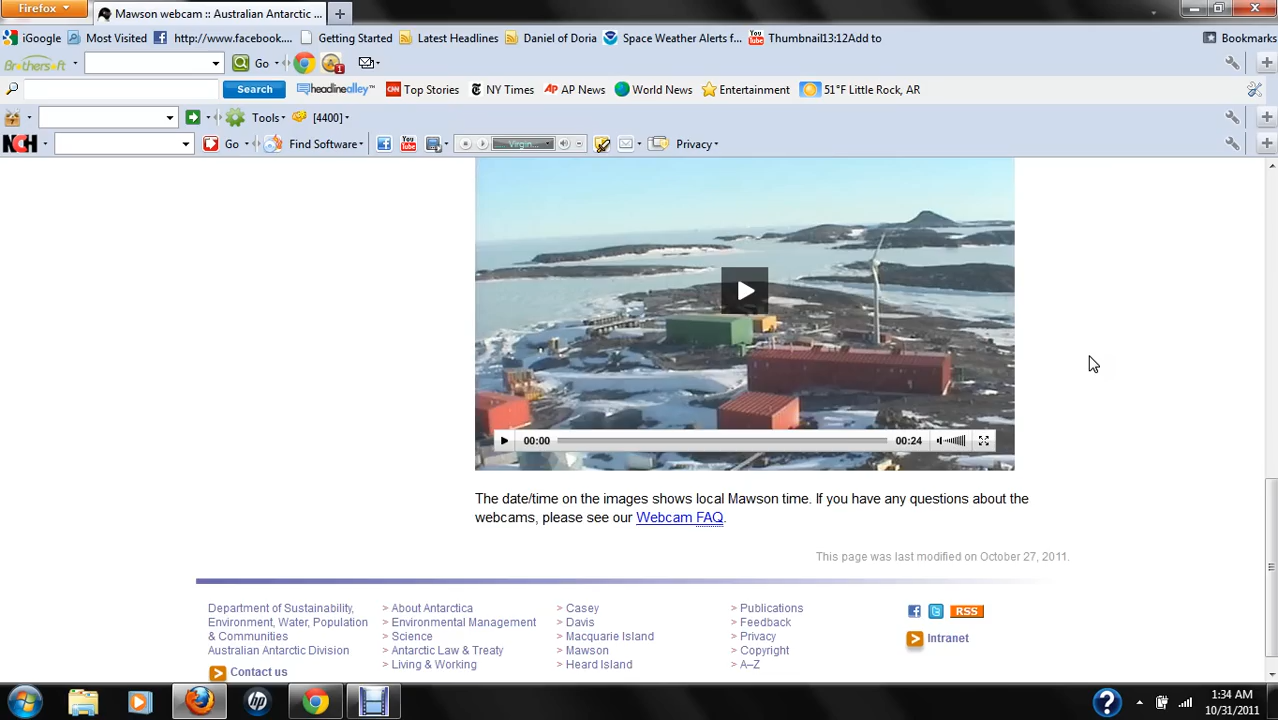 Firefox
Mawson webcam :: Australian Antarctic ...
iGoogle Most Visited http://www.facebook.... Getting Started Latest Headlines Daniel of Doria Space Weather Alerts f... Thumbnail13:12Add to Bookmarks
Brothersoft Go 1
Search headlinealley™ Top Stories NY Times AP News World News Entertainment 51°F Little Rock, AR
Tools [4400]
NCH Go Find Software Virgin... Privacy
00:00 00:24
The date/time on the images shows local Mawson time. If you have any questions about the
webcams, please see our Webcam FAQ.
This page was last modified on October 27, 2011.
Department of Sustainability, > About Antarctica > Casey > Publications RSS
Environment, Water, Population > Environmental Management > Davis > Feedback
& Communities > Science > Macquarie Island > Privacy Intranet
Australian Antarctic Division > Antarctic Law & Treaty > Mawson > Copyright
Contact us > Living & Working > Heard Island > A–Z
1:34 AM
10/31/2011